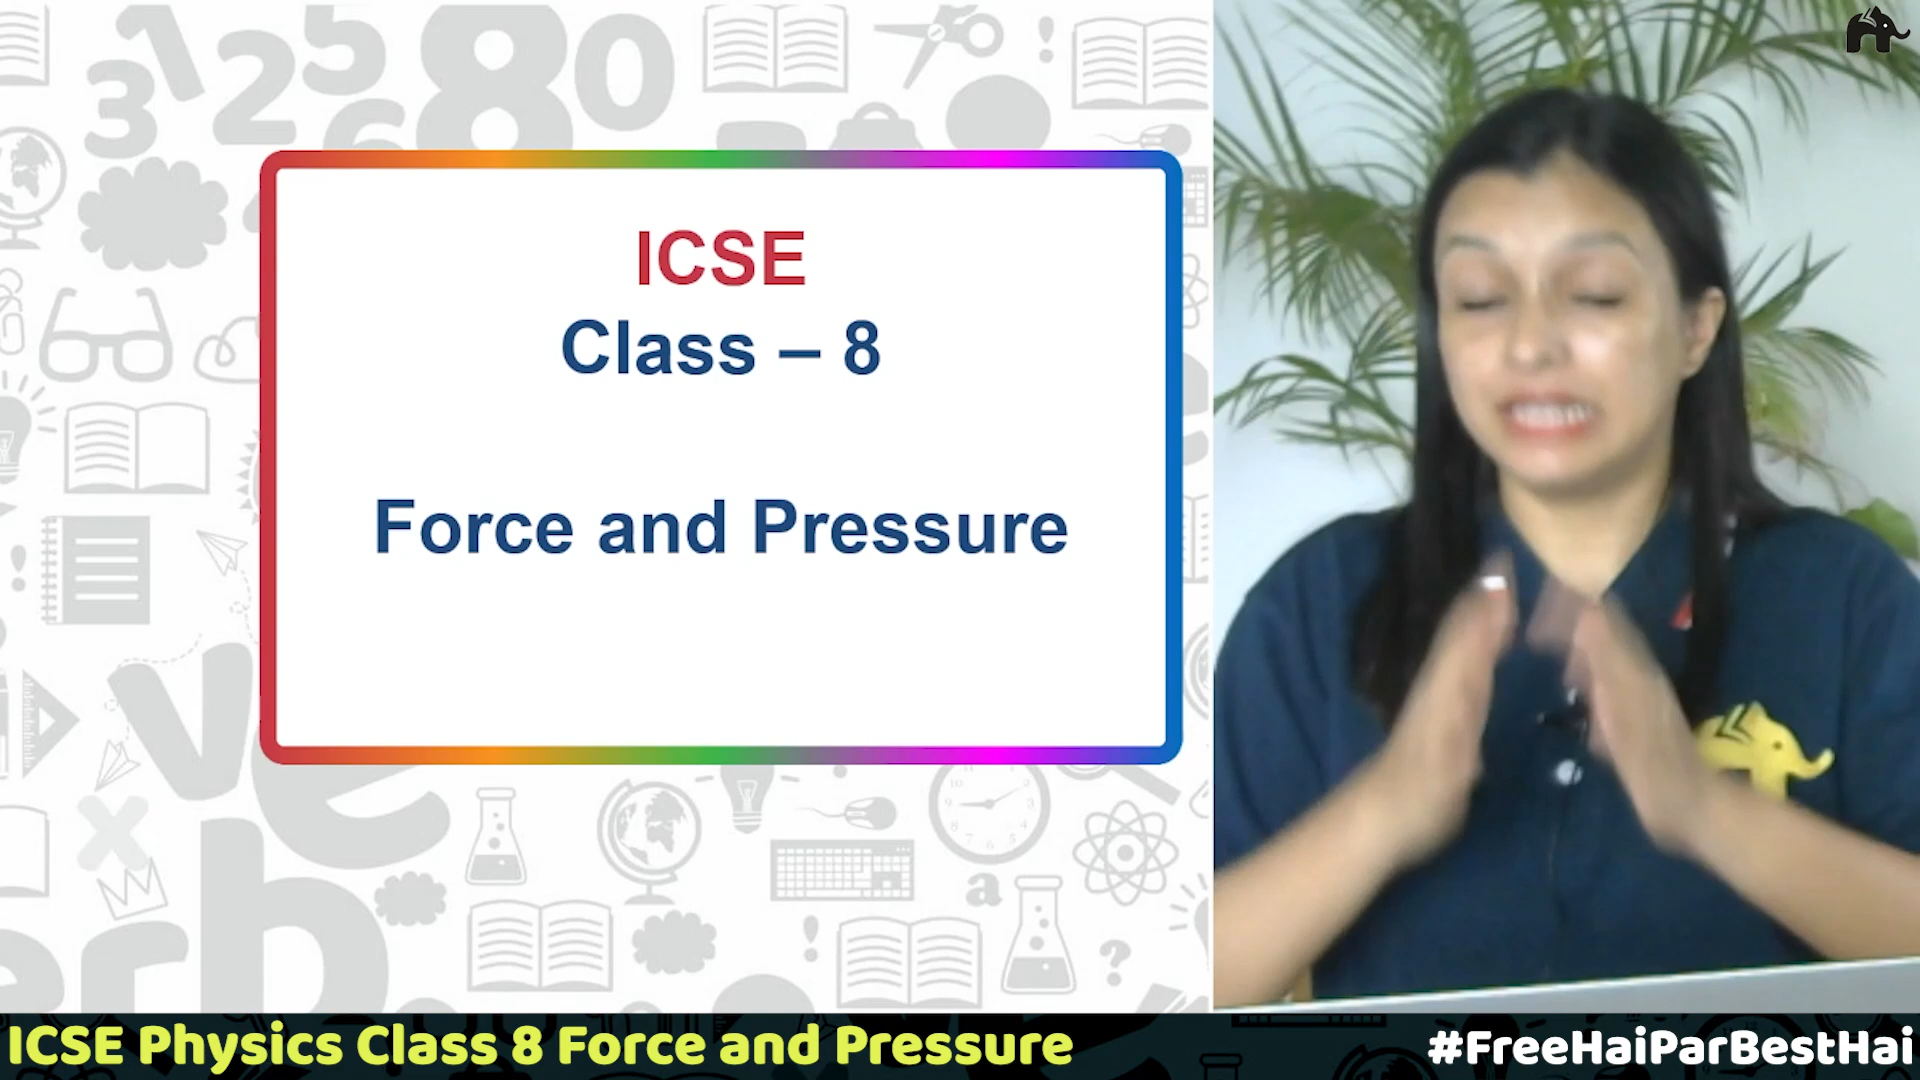 ICSE
Class – 8
Force and Pressure
ICSE Physics Class 8 Force and Pressure
#FreeHaiParBestHai